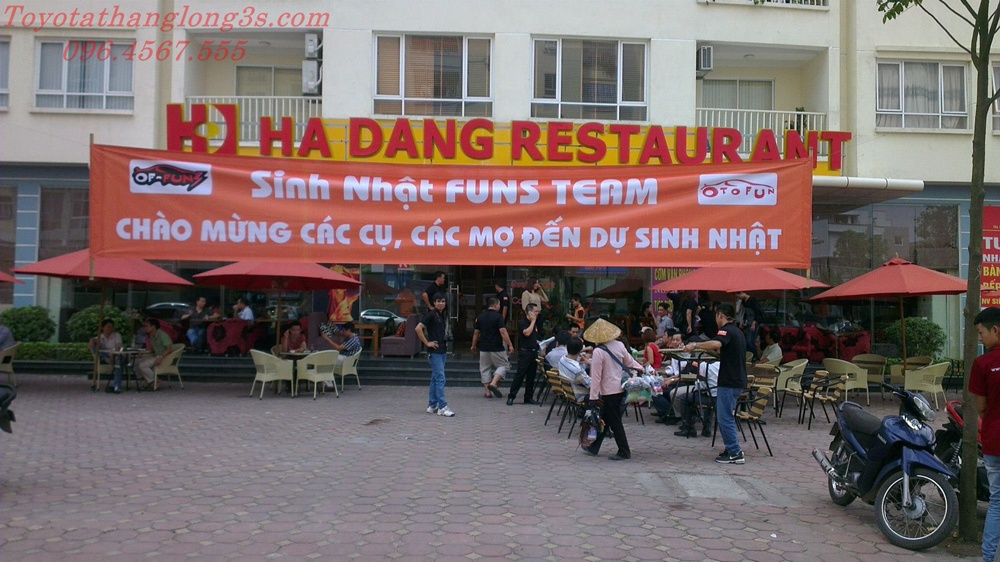 Toyotathanglong3s.com
096.4567.555
HA DANG RESTAURANT
OF-FUNS
Sinh Nhật FUNS TEAM
OTOFUN
CHÀO MỪNG CÁC CỤ, CÁC MỢ ĐẾN DỰ SINH NHẬT